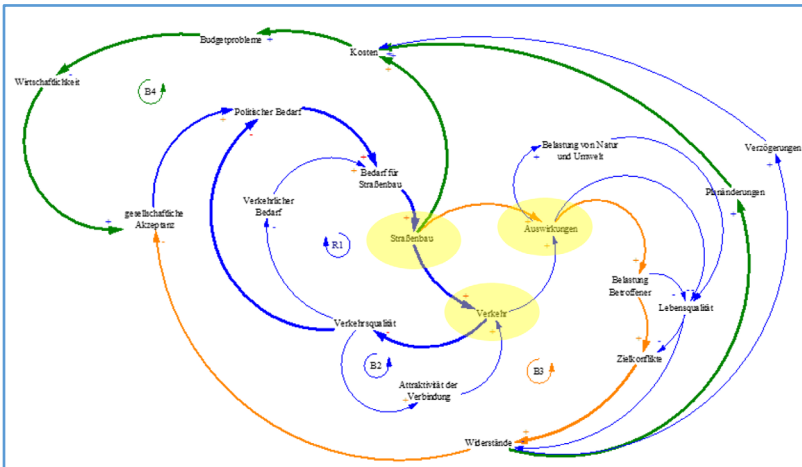 Budgetprobleme
Kosten
Wirtschaftlichkeit
B4
Politischer Bedarf
Belastung von Natur
und Umwelt
Verzögerungen
Bedarf für
Straßenbau
Verkehrlicher
Bedarf
Planänderungen
gesellschaftliche
Akzeptanz
R1
Straßenbau
Auswirkungen
Belastung
Betroffener
Lebensqualität
Verkehr
Verkehrsqualität
B2
B3
Zielkonflikte
Attraktivität der
Verbindung
Widerstände